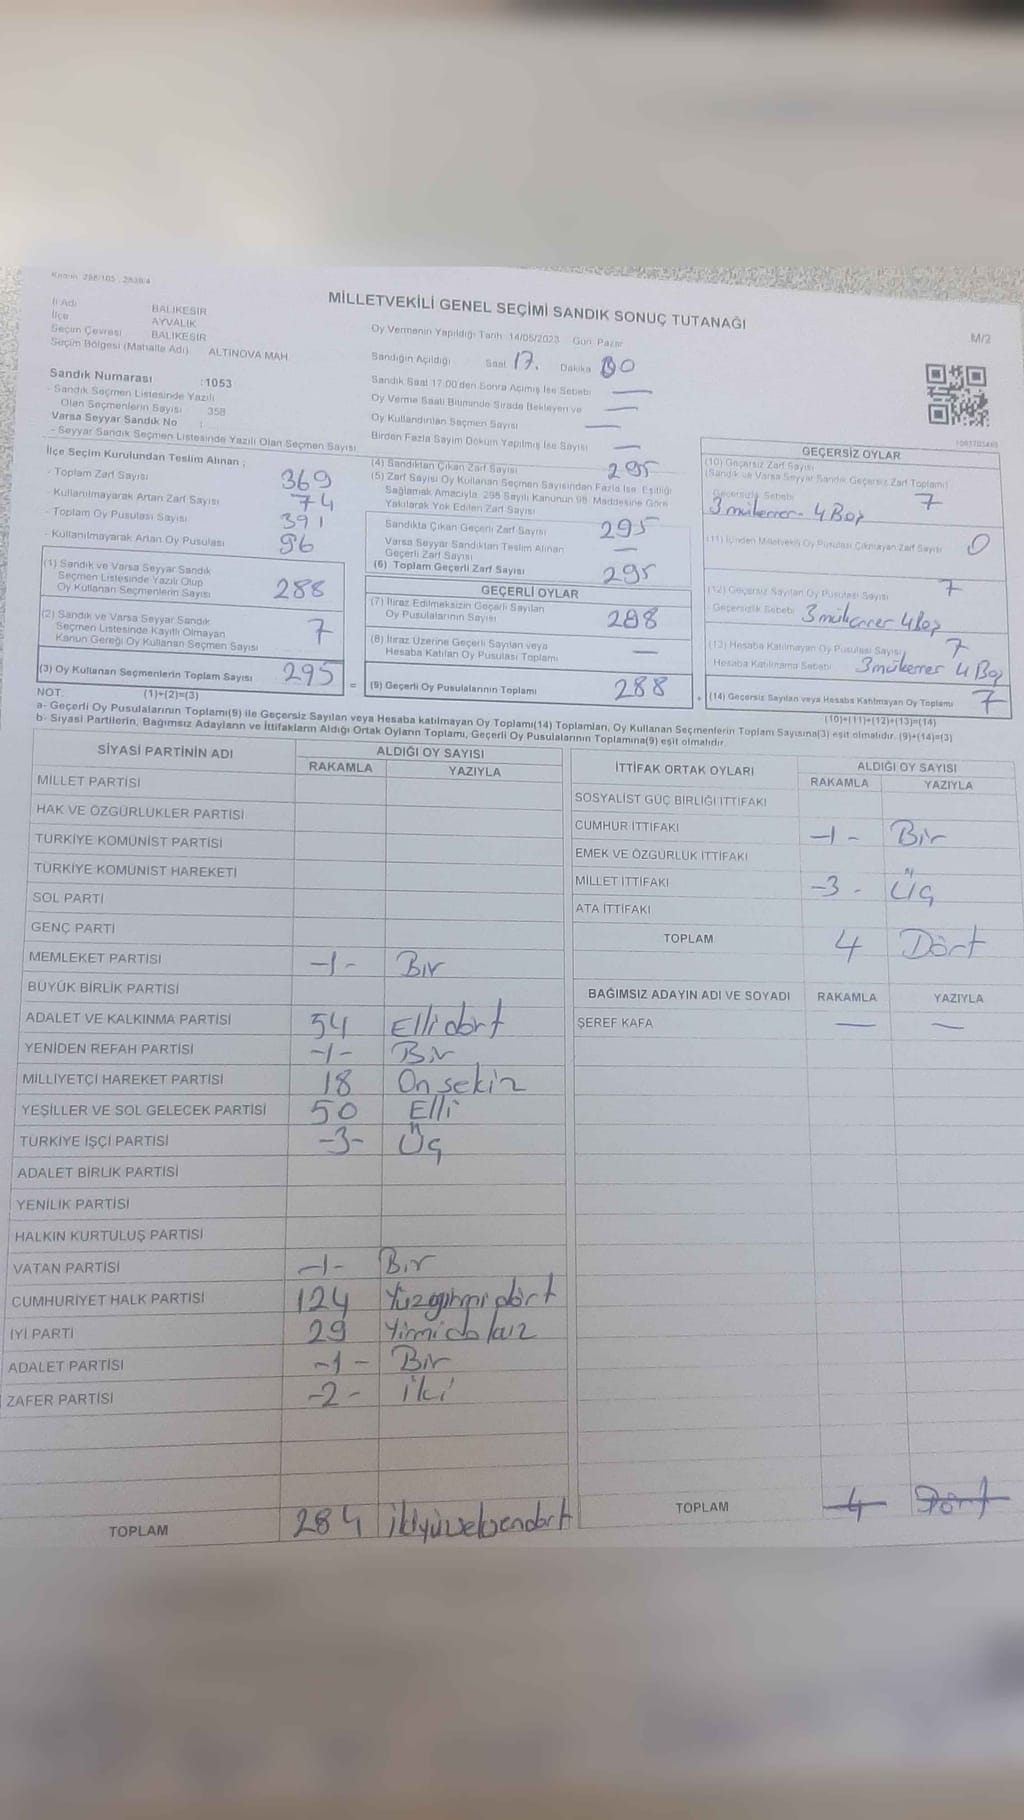 MİLLETVEKİLİ GENEL SEÇİMİ SANDIK SONUÇ TUTANAĞI
M/2
İl Adı BALIKESİR
İlçe AYVALIK
Seçim Çevresi BALIKESİR
Seçim Bölgesi (Mahalle Adı) ALTINOVA MAH.
Sandık Numarası :1053
- Sandık Seçmen Listesinde Yazılı
Olan Seçmenlerin Sayısı 358
Varsa Seyyar Sandık No :
- Seyyar Sandık Seçmen Listesinde Yazılı Olan Seçmen Sayısı
Oy Vermenin Yapıldığı Tarih: 14/05/2023 Gün: Pazar
Sandığın Açıldığı Saat 17. Dakika 00
Sandık Saat 17:00'den Sonra Açılmış İse Sebebi —
Oy Verme Saati Bitiminde Sırada Bekleyen ve —
Oy Kullandırılan Seçmen Sayısı —
Birden Fazla Sayım Döküm Yapılmış İse Sayısı —
İlçe Seçim Kurulundan Teslim Alınan ;
- Toplam Zarf Sayısı 369
- Kullanılmayarak Artan Zarf Sayısı 74
- Toplam Oy Pusulası Sayısı 391
- Kullanılmayarak Artan Oy Pusulası 96
(1) Sandık ve Varsa Seyyar Sandık
Seçmen Listesinde Yazılı Olup
Oy Kullanan Seçmenlerin Sayısı 288
(2) Sandık ve Varsa Seyyar Sandık
Seçmen Listesinde Kayıtlı Olmayan
Kanun Gereği Oy Kullanan Seçmen Sayısı 7
(3) Oy Kullanan Seçmenlerin Toplam Sayısı 295
(4) Sandıktan Çıkan Zarf Sayısı 295
(5) Zarf Sayısı Oy Kullanan Seçmen Sayısından Fazla İse, Eşitliği
Sağlamak Amacıyla, 298 Sayılı Kanunun 98. Maddesine Göre
Yakılarak Yok Edilen Zarf Sayısı
Sandıkta Çıkan Geçerli Zarf Sayısı 295
Varsa Seyyar Sandıktan Teslim Alınan
Geçerli Zarf Sayısı —
(6) Toplam Geçerli Zarf Sayısı 295
GEÇERLİ OYLAR
(7) İtiraz Edilmeksizin Geçerli Sayılan
Oy Pusulalarının Sayısı 288
(8) İtiraz Üzerine Geçerli Sayılan veya
Hesaba Katılan Oy Pusulası Toplamı —
= (9) Geçerli Oy Pusulalarının Toplamı 288
GEÇERSİZ OYLAR
(10) Geçersiz Zarf Sayısı
(Sandık ve Varsa Seyyar Sandık Geçersiz Zarf Toplamı) 7
Geçersizlik Sebebi
3 mükerrer - 4 Boş
(11) İçinden Milletvekili Oy Pusulası Çıkmayan Zarf Sayısı 0
(12) Geçersiz Sayılan Oy Pusulası Sayısı 7
Geçersizlik Sebebi 3 mükerrer 4 Boş
(13) Hesaba Katılmayan Oy Pusulası Sayısı 7
Hesaba Katılmama Sebebi 3 mükerrer 4 Boş
+ (14) Geçersiz Sayılan veya Hesaba Katılmayan Oy Toplamı 7
NOT: (1)+(2)=(3)
(10)+(11)+(12)+(13)=(14)
a- Geçerli Oy Pusulalarının Toplamı(9) ile Geçersiz Sayılan veya Hesaba katılmayan Oy Toplamı(14) Toplamları, Oy Kullanan Seçmenlerin Toplam Sayısına(3) eşit olmalıdır. (9)+(14)=(3)
b- Siyasi Partilerin, Bağımsız Adayların ve İttifakların Aldığı Ortak Oyların Toplamı, Geçerli Oy Pusulalarının Toplamına(9) eşit olmalıdır.
SİYASİ PARTİNİN ADI ALDIĞI OY SAYISI
RAKAMLA YAZIYLA
MİLLET PARTİSİ
HAK VE ÖZGÜRLÜKLER PARTİSİ
TÜRKİYE KOMÜNİST PARTİSİ
TÜRKİYE KOMÜNİST HAREKETİ
SOL PARTİ
GENÇ PARTİ
MEMLEKET PARTİSİ -1- Bir
BÜYÜK BİRLİK PARTİSİ
ADALET VE KALKINMA PARTİSİ 54 Ellidört
YENİDEN REFAH PARTİSİ -1- Bir
MİLLİYETÇİ HAREKET PARTİSİ 18 On sekiz
YEŞİLLER VE SOL GELECEK PARTİSİ 50 Elli
TÜRKİYE İŞÇİ PARTİSİ -3- Üç
ADALET BİRLİK PARTİSİ
YENİLİK PARTİSİ
HALKIN KURTULUŞ PARTİSİ
VATAN PARTİSİ -1- Bir
CUMHURİYET HALK PARTİSİ 124 Yüzyirmi dört
İYİ PARTİ 29 Yirmidokuz
ADALET PARTİSİ -1- Bir
ZAFER PARTİSİ -2- iki
TOPLAM 284 ikiyüzseksendört
İTTİFAK ORTAK OYLARI ALDIĞI OY SAYISI
RAKAMLA YAZIYLA
SOSYALİST GÜÇ BİRLİĞİ İTTİFAKI
CUMHUR İTTİFAKI -1- Bir
EMEK VE ÖZGÜRLÜK İTTİFAKI
MİLLET İTTİFAKI -3- Üç
ATA İTTİFAKI
TOPLAM 4 Dört
BAĞIMSIZ ADAYIN ADI VE SOYADI RAKAMLA YAZIYLA
ŞEREF KAFA — —
TOPLAM 4 Dört